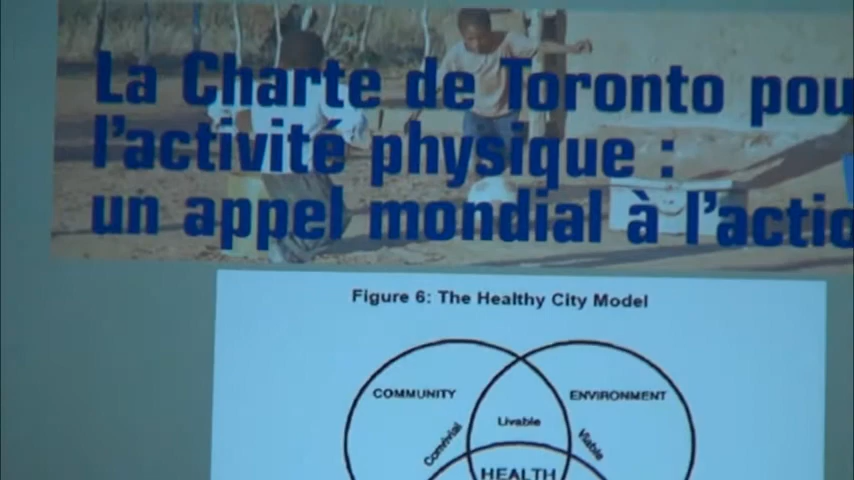 La Charte de Toronto pou
l'activité physique :
un appel mondial à l'actio
Figure 6: The Healthy City Model
COMMUNITY
ENVIRONMENT
Livable
Convivial
Viable
HEALTH